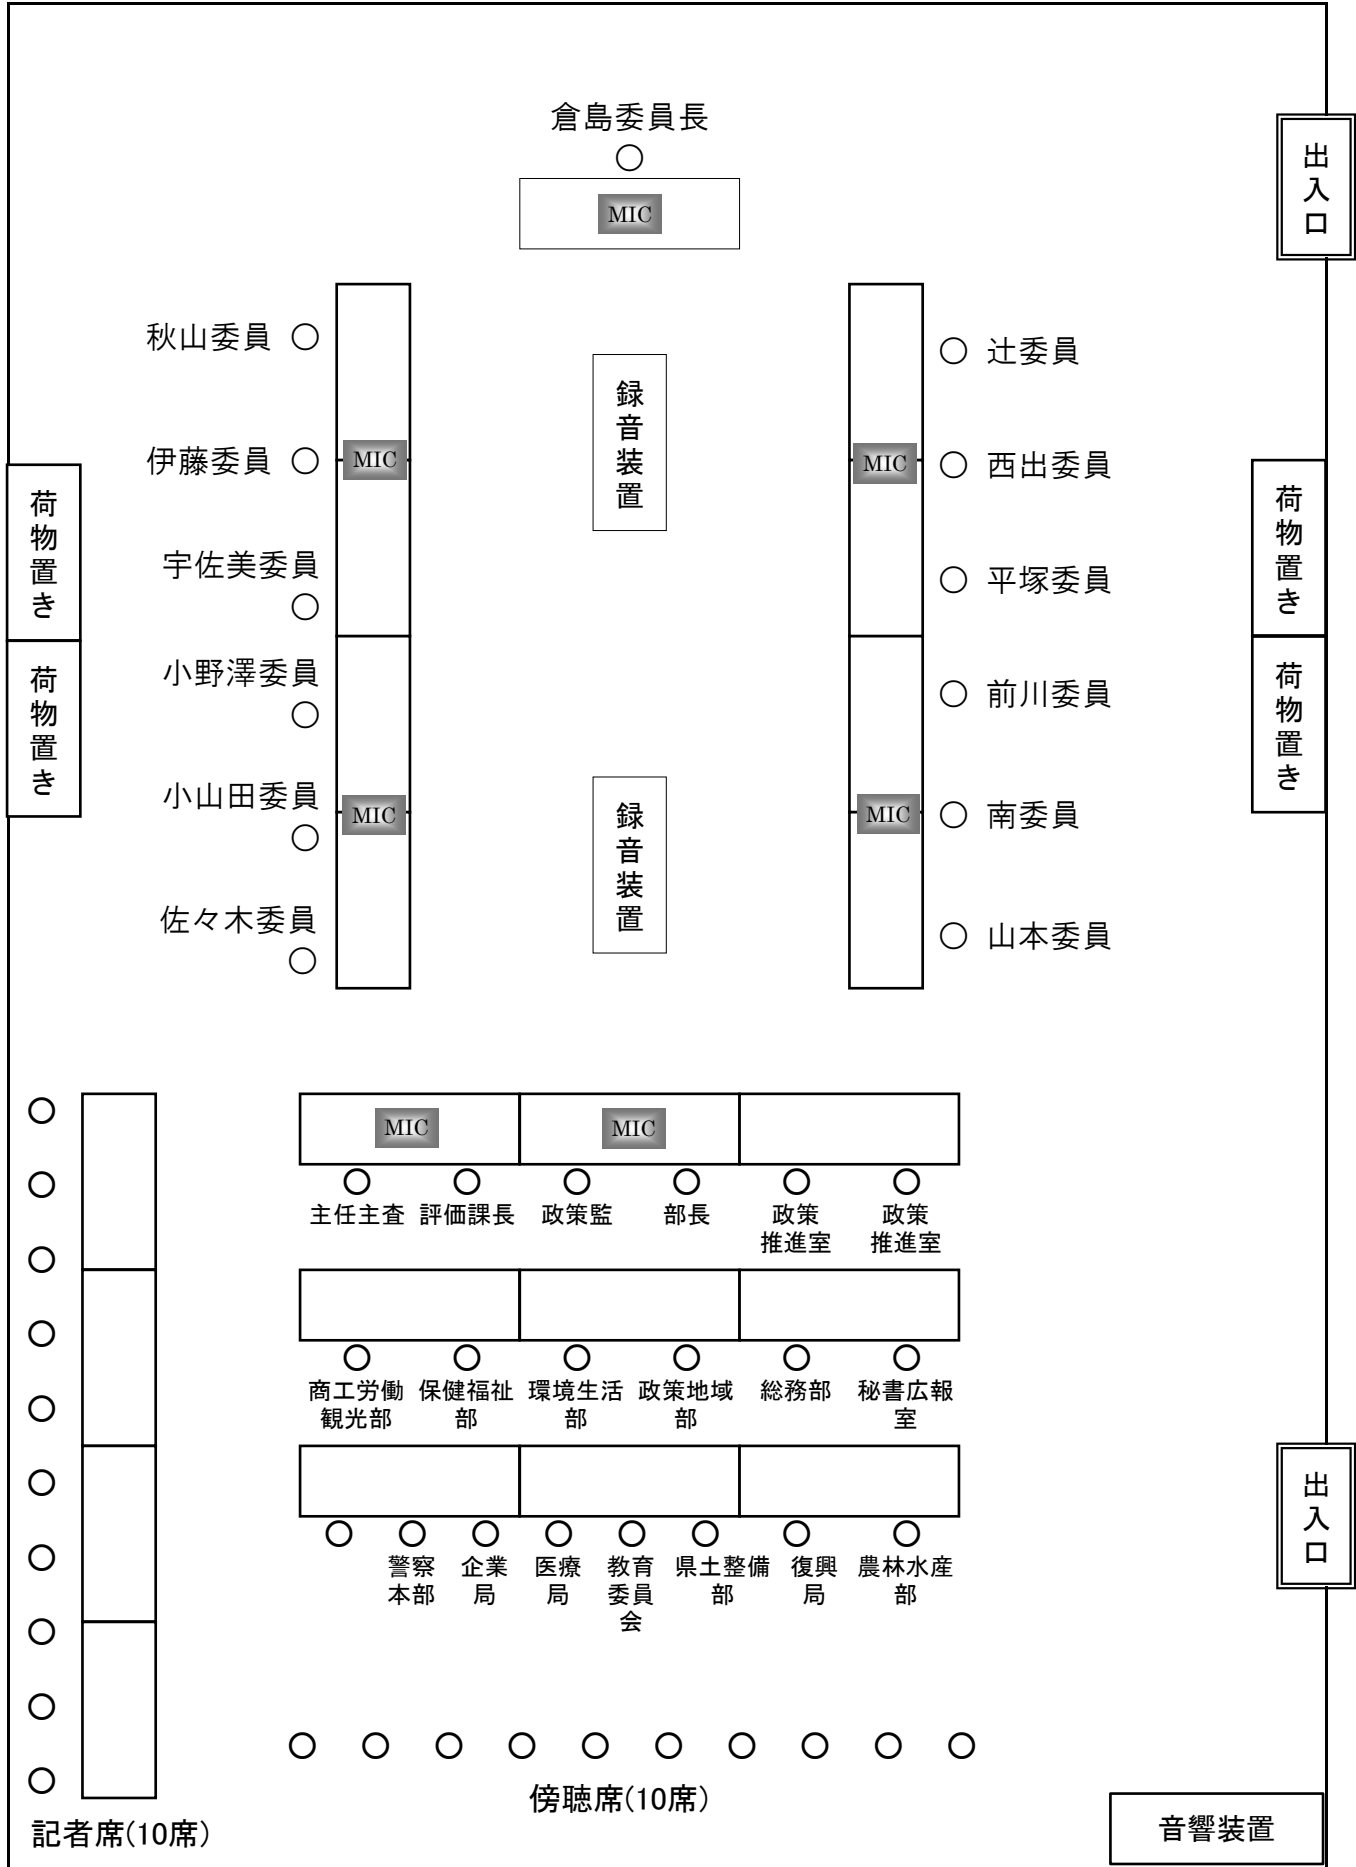 倉島委員長
MIC
出入口
秋山委員
辻委員
録音装置
伊藤委員
MIC
MIC
西出委員
荷物置き
荷物置き
宇佐美委員
平塚委員
小野澤委員
前川委員
荷物置き
荷物置き
小山田委員
MIC
録音装置
MIC
南委員
佐々木委員
山本委員
MIC
MIC
主任主査
評価課長
政策監
部長
政策
推進室
政策
推進室
商工労働
観光部
保健福祉
部
環境生活
部
政策地域
部
総務部
秘書広報
室
出入口
警察
本部
企業
局
医療
局
教育
委員
会
県土整備
部
復興
局
農林水産
部
傍聴席(10席)
記者席(10席)
音響装置